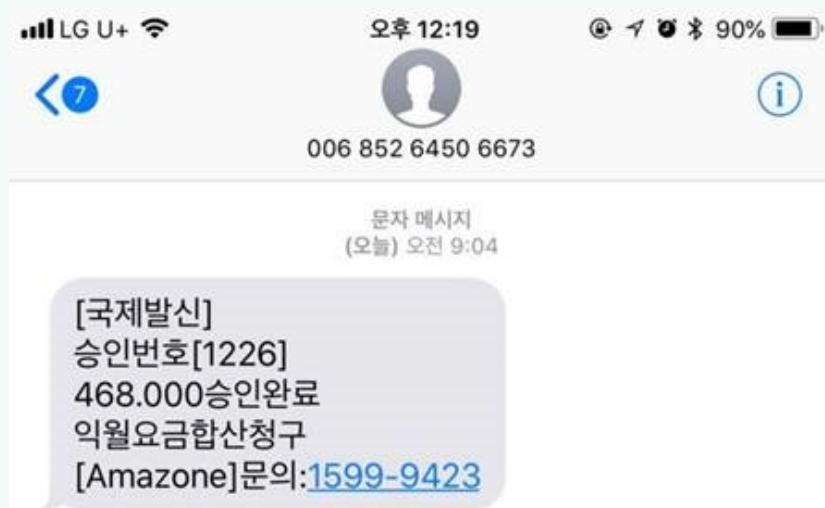 LG U+ 오후 12:19 90%
7
006 852 6450 6673
문자 메시지
(오늘) 오전 9:04
[국제발신]
승인번호[1226]
468.000승인완료
익월요금합산청구
[Amazone]문의:1599-9423